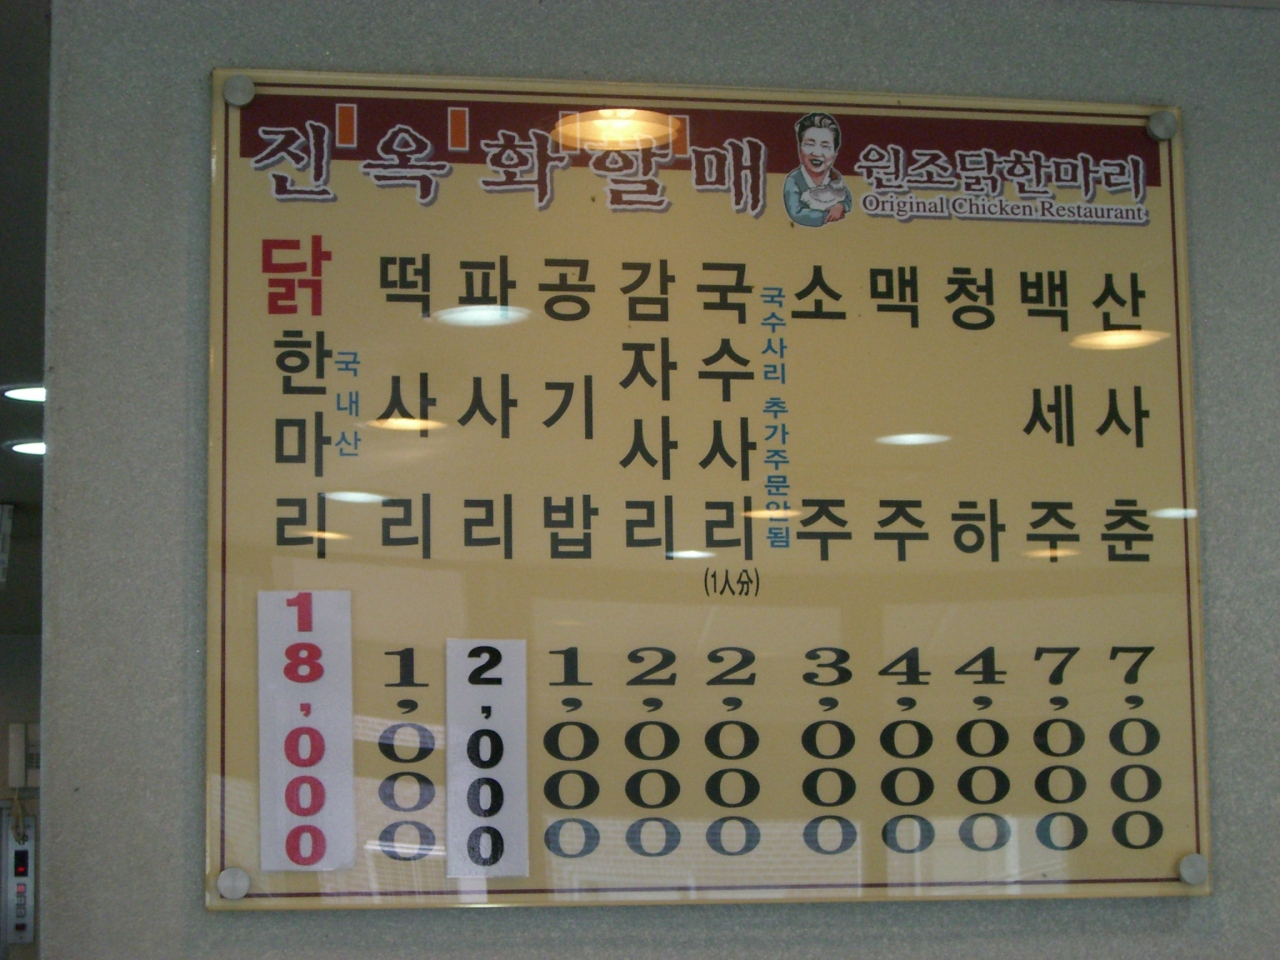 진옥화할매
원조닭한마리
Original Chicken Restaurant
닭한마리
국내산
18,000
떡사리
1,000
파사리
2,000
공기밥
1,000
감자사리
2,000
국수사리
(1人分)
2,000
국수사리 추가주문안됨
소주
3,000
맥주
4,000
청하
4,000
백세주
7,000
산사춘
7,000